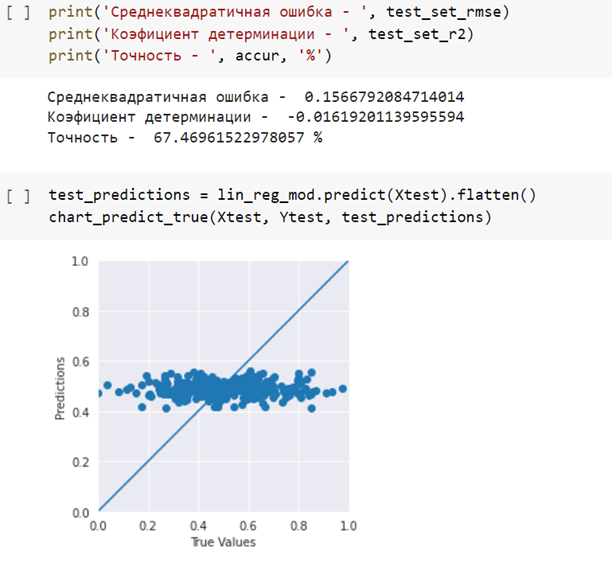 [ ] print('Среднеквадратичная ошибка - ', test_set_rmse)
print('Коэфициент детерминации - ', test_set_r2)
print('Точность - ', accur, '%')
Среднеквадратичная ошибка -  0.1566792084714014
Коэфициент детерминации -  -0.01619201139595594
Точность -  67.46961522978057 %
[ ] test_predictions = lin_reg_mod.predict(Xtest).flatten()
chart_predict_true(Xtest, Ytest, test_predictions)
1.0
0.8
0.6
Predictions
0.4
0.2
0.0
0.0 0.2 0.4 0.6 0.8 1.0
True Values